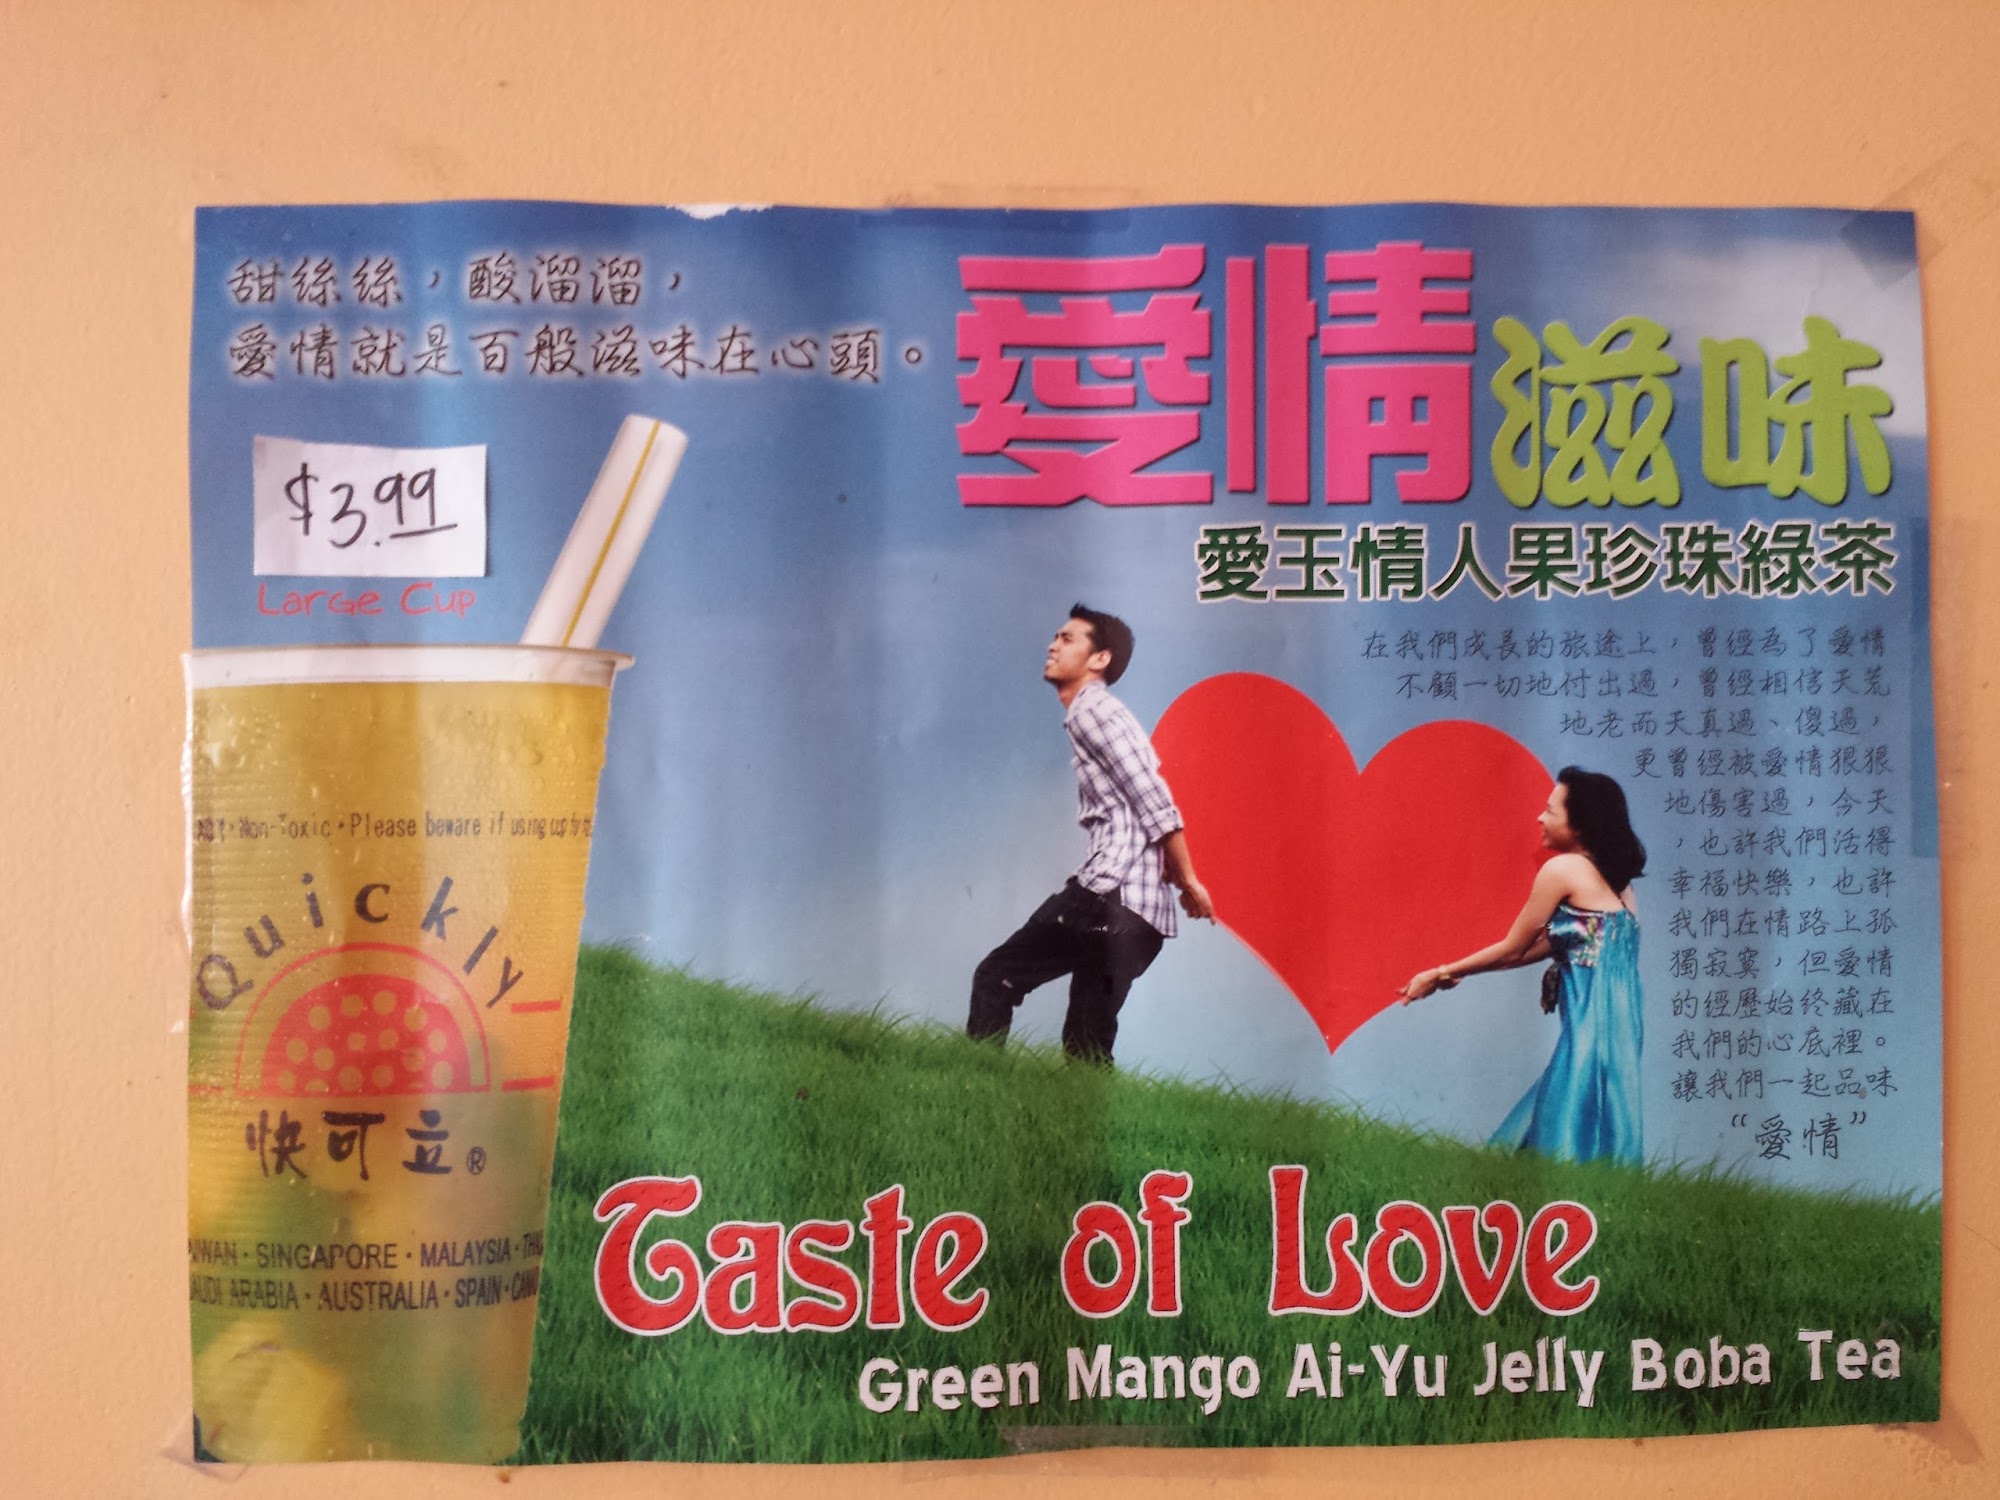 甜絲絲，酸溜溜，
愛情就是百般滋味在心頭。
愛情滋味
愛玉情人果珍珠綠茶
$3.99
Large Cup
在我們成長的旅途上，曾經為了愛情
不顧一切地付出過，曾經相信天荒
地老而天真過、傻過，
更曾經被愛情狠狠
地傷害過，今天
，也許我們活得
幸福快樂，也許
我們在情路上孤
獨寂寞，但愛情
的經歷始終藏在
我們的心底裡。
讓我們一起品味
“愛情”
Non-Toxic・Please beware if using cup for
Quickly
快可立®
SINGAPORE・MALAYSIA・
ARABIA・AUSTRALIA・SPAIN・
Taste of Love
Green Mango Ai-Yu Jelly Boba Tea